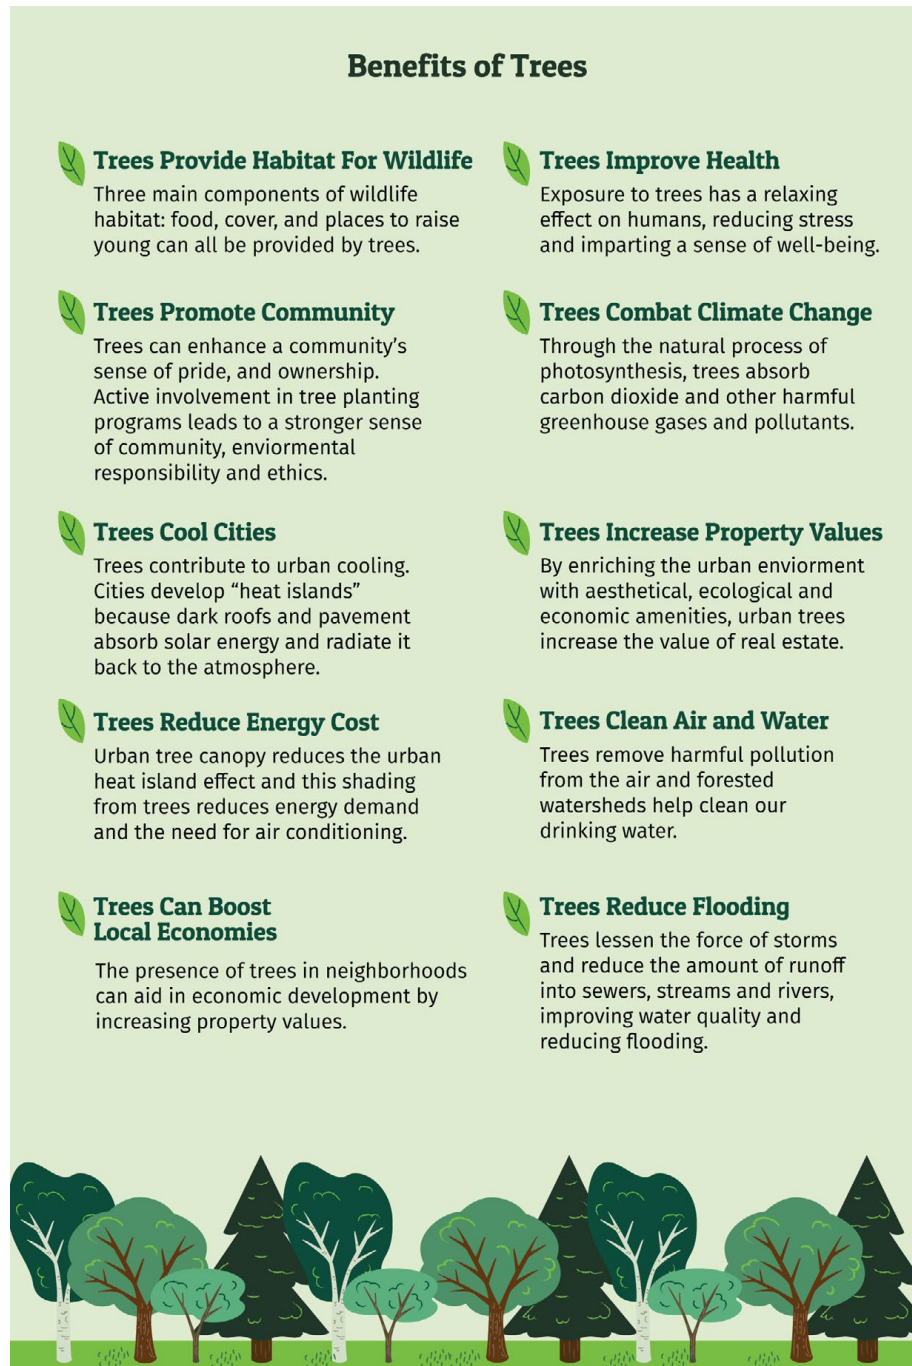 Benefits of Trees
Trees Provide Habitat For Wildlife
Three main components of wildlife
habitat: food, cover, and places to raise
young can all be provided by trees.
Trees Improve Health
Exposure to trees has a relaxing
effect on humans, reducing stress
and imparting a sense of well-being.
Trees Promote Community
Trees can enhance a community’s
sense of pride, and ownership.
Active involvement in tree planting
programs leads to a stronger sense
of community, enviormental
responsibility and ethics.
Trees Combat Climate Change
Through the natural process of
photosynthesis, trees absorb
carbon dioxide and other harmful
greenhouse gases and pollutants.
Trees Cool Cities
Trees contribute to urban cooling.
Cities develop “heat islands”
because dark roofs and pavement
absorb solar energy and radiate it
back to the atmosphere.
Trees Increase Property Values
By enriching the urban enviorment
with aesthetical, ecological and
economic amenities, urban trees
increase the value of real estate.
Trees Reduce Energy Cost
Urban tree canopy reduces the urban
heat island effect and this shading
from trees reduces energy demand
and the need for air conditioning.
Trees Clean Air and Water
Trees remove harmful pollution
from the air and forested
watersheds help clean our
drinking water.
Trees Can Boost
Local Economies
The presence of trees in neighborhoods
can aid in economic development by
increasing property values.
Trees Reduce Flooding
Trees lessen the force of storms
and reduce the amount of runoff
into sewers, streams and rivers,
improving water quality and
reducing flooding.